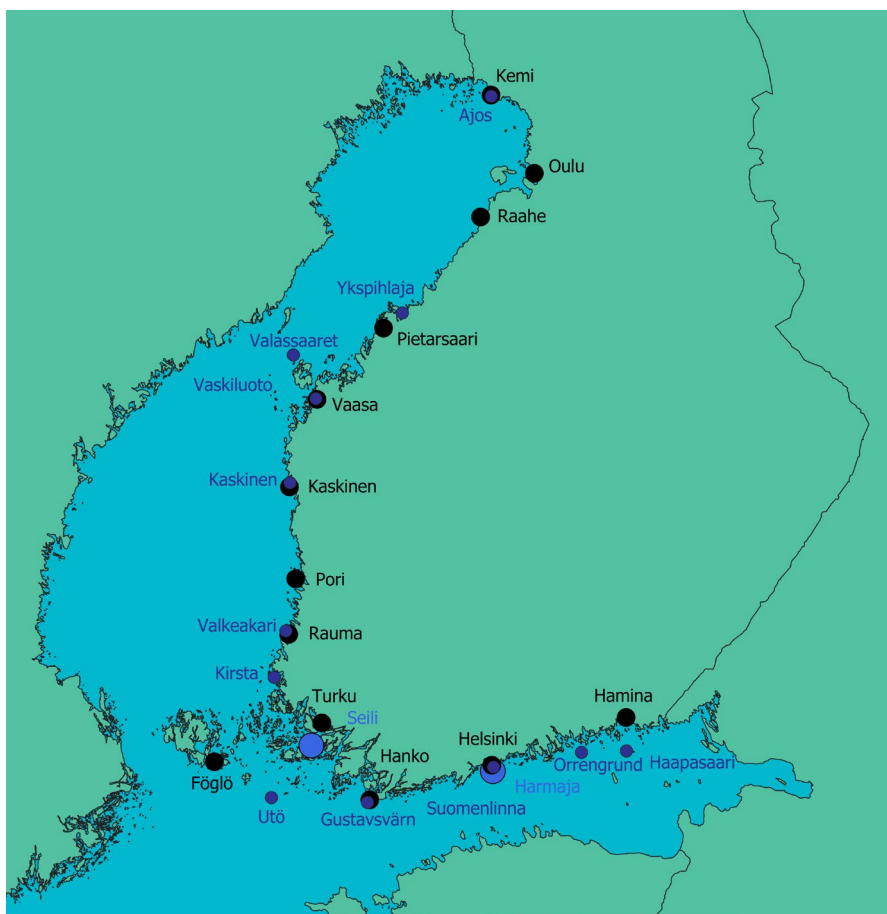 Kemi
Ajos
Oulu
Raahe
Ykspihlaja
Pietarsaari
Valassaaret
Vaskiluoto
Vaasa
Kaskinen
Kaskinen
Pori
Valkeakari
Rauma
Kirsta
Turku
Seili
Hamina
Helsinki
Hanko
Föglö
Orrengrund
Haapasaari
Harmaja
Suomenlinna
Utö
Gustavsvärn